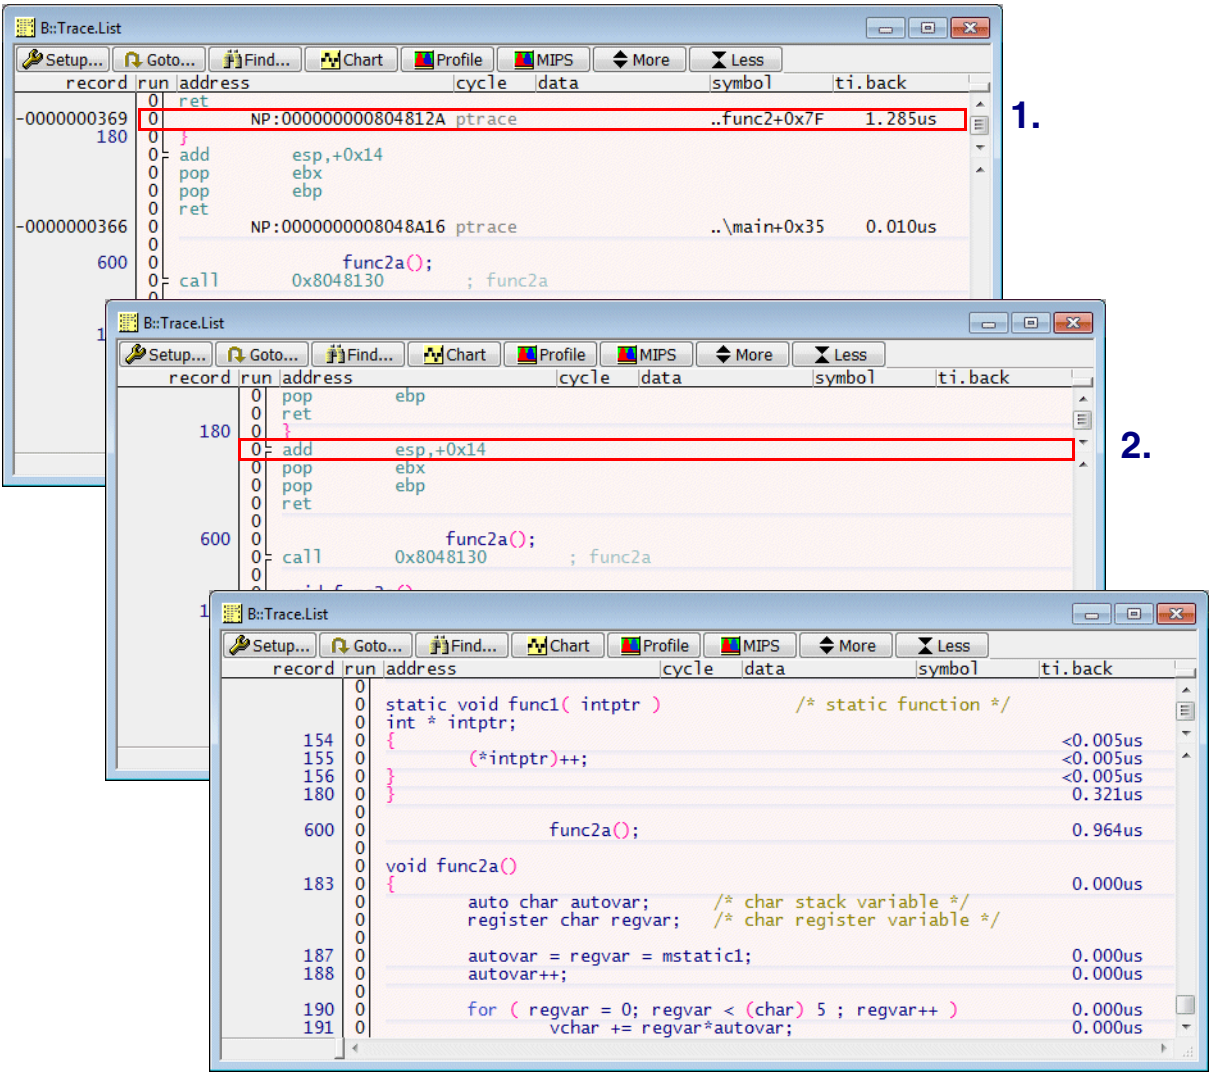 B::Trace.List
Setup... Goto... Find... Chart Profile MIPS More Less
record run address cycle data symbol ti.back
0 ret
-0000000369 0 NP:000000000804812A ptrace ..func2+0x7F 1.285us
1.
180 0 }
0 add esp,+0x14
0 pop ebx
0 pop ebp
0 ret
-0000000366 0 NP:0000000008048A16 ptrace ..\main+0x35 0.010us
0
600 0 func2a();
0 call 0x8048130 ; func2a
0
1
B::Trace.List
Setup... Goto... Find... Chart Profile MIPS More Less
record run address cycle data symbol ti.back
0 pop ebp
0 ret
180 0 }
0 add esp,+0x14
2.
0 pop ebx
0 pop ebp
0 ret
0
600 0 func2a();
0 call 0x8048130 ; func2a
0
1
B::Trace.List
Setup... Goto... Find... Chart Profile MIPS More Less
record run address cycle data symbol ti.back
0
0 static void func1( intptr ) /* static function */
0 int * intptr;
154 0 { <0.005us
155 0 (*intptr)++; <0.005us
156 0 } <0.005us
180 0 } 0.321us
0
600 0 func2a(); 0.964us
0
0 void func2a()
183 0 { 0.000us
0 auto char autovar; /* char stack variable */
0 register char regvar; /* char register variable */
0
187 0 autovar = regvar = mstatic1; 0.000us
188 0 autovar++; 0.000us
0
190 0 for ( regvar = 0; regvar < (char) 5 ; regvar++ ) 0.000us
191 0 vchar += regvar*autovar; 0.000us